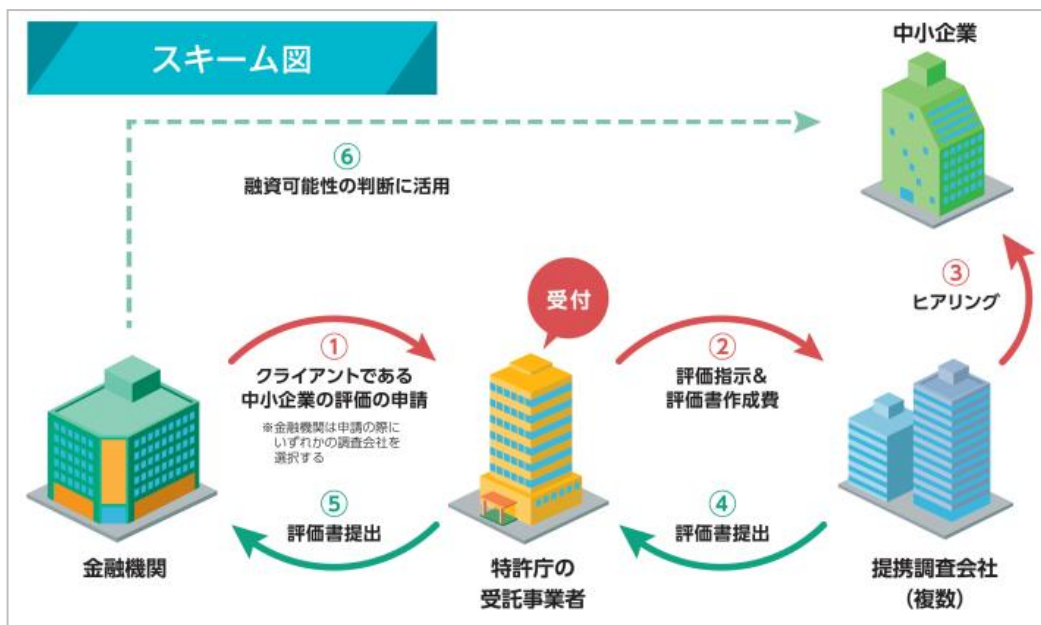 スキーム図
中小企業
⑥
融資可能性の判断に活用
受付
③
ヒアリング
①
クライアントである
中小企業の評価の申請
※金融機関は申請の際に
いずれかの調査会社を
選択する
②
評価指示&
評価書作成費
⑤
評価書提出
④
評価書提出
金融機関
特許庁の
受託事業者
提携調査会社
(複数)